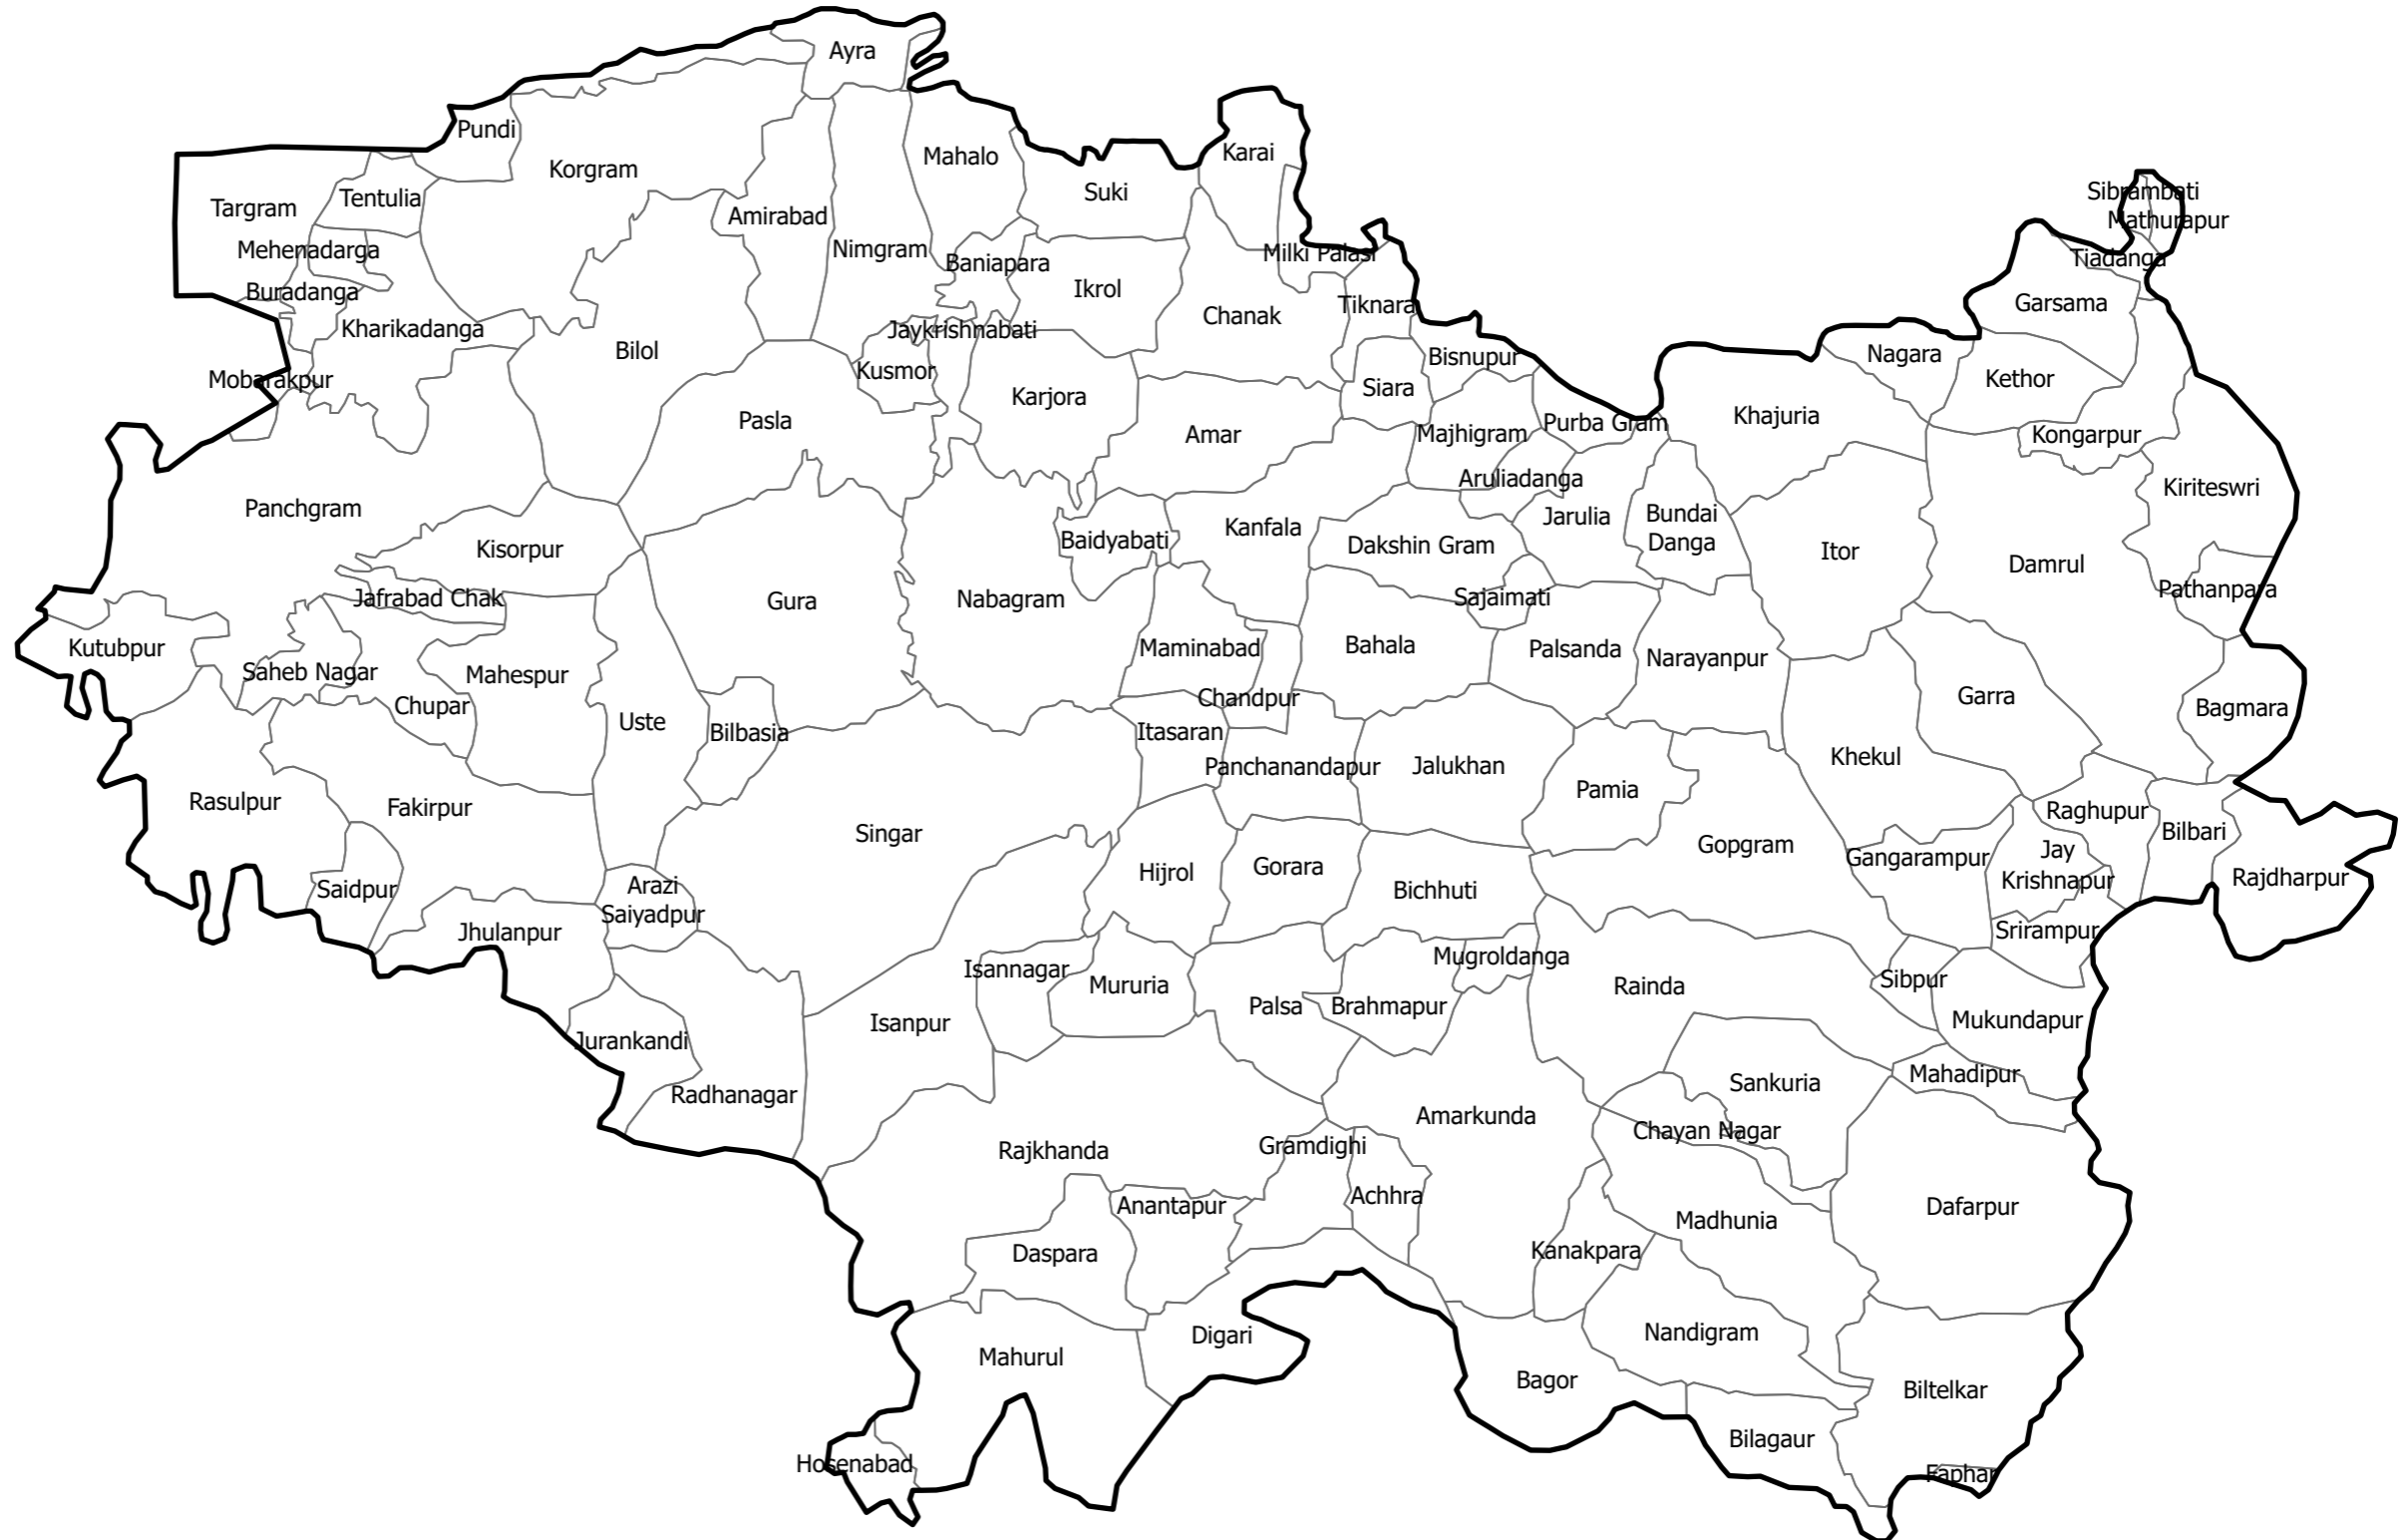 Ayra
Pundi
Korgram
Mahalo
Karai
Suki
Sibrambati
Tentulia
Targram
Amirabad
Mathurapur
Mehenadarga
Nimgram
Milki Palasi
Baniapara
Tiadanga
Buradanga
Ikrol
Tiknara
Garsama
Chanak
Kharikadanga
Jaykrishnabati
Bilol
Bisnupur
Nagara
Kusmor
Mobarakpur
Siara
Kethor
Karjora
Pasla
Khajuria
Purba Gram
Amar
Majhigram
Kongarpur
Aruliadanga
Kiriteswri
Panchgram
Jarulia
Bundai
Danga
Kanfala
Baidyabati
Dakshin Gram
Kisorpur
Itor
Damrul
Pathanpara
Jafrabad Chak
Gura
Nabagram
Sajaimati
Kutubpur
Maminabad
Bahala
Palsanda
Narayanpur
Saheb Nagar
Mahespur
Chandpur
Garra
Chupar
Bagmara
Uste
Bilbasia
Itasaran
Khekul
Panchanandapur
Jalukhan
Pamia
Rasulpur
Fakirpur
Raghupur
Singar
Bilbari
Gopgram
Gangarampur
Jay
Krishnapur
Hijrol
Gorara
Rajdharpur
Saidpur
Bichhuti
Arazi
Saiyadpur
Jhulanpur
Srirampur
Mugroldanga
Isannagar
Sibpur
Mururia
Rainda
Palsa
Brahmapur
Isanpur
Mukundapur
Jurankandi
Mahadipur
Sankuria
Radhanagar
Amarkunda
Chayan Nagar
Gramdighi
Rajkhanda
Achhra
Anantapur
Dafarpur
Madhunia
Daspara
Kanakpara
Digari
Nandigram
Mahurul
Bagor
Biltelkar
Bilagaur
Hosenabad
Faphar